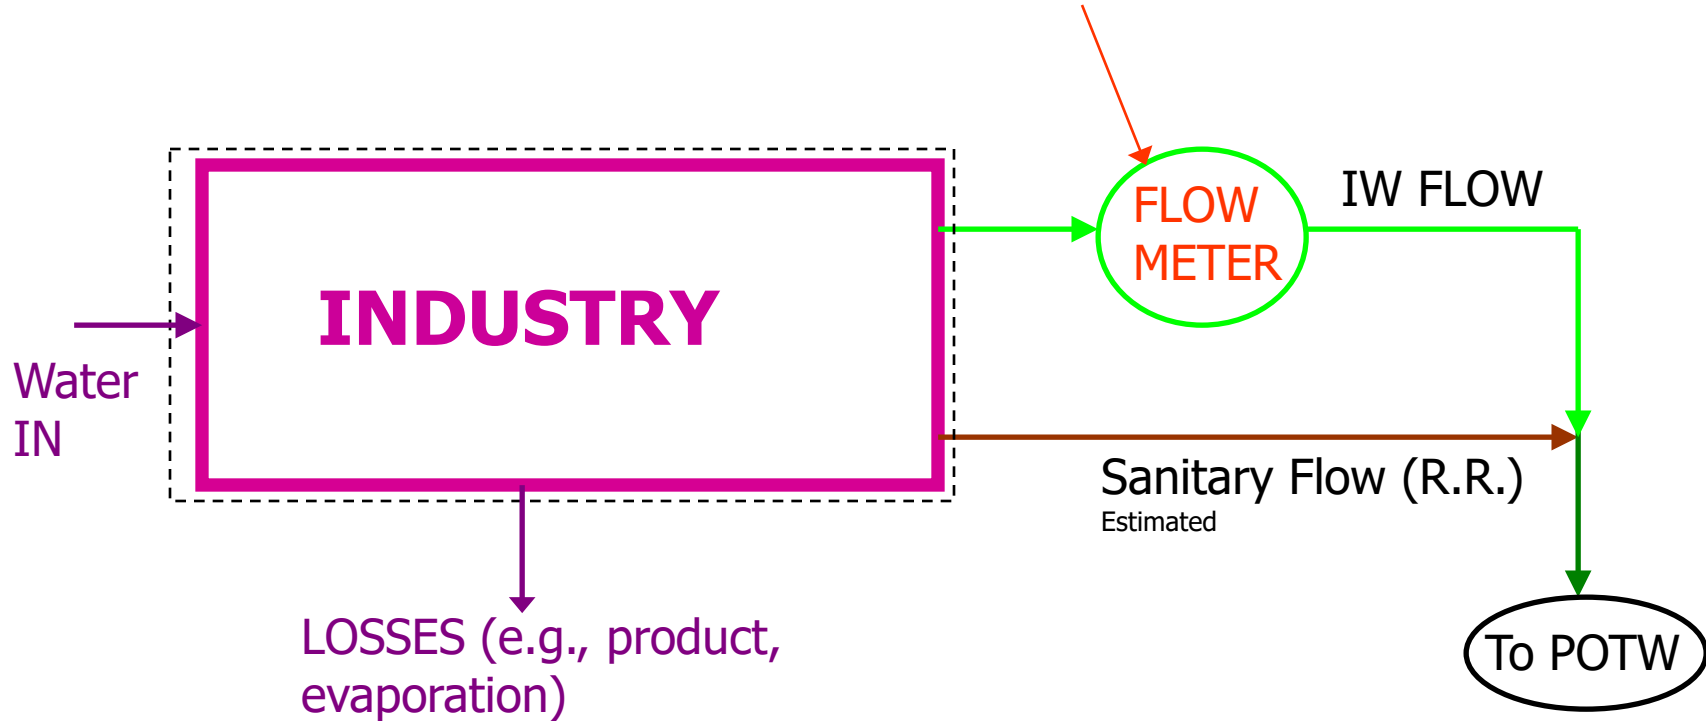 FLOW
METER
IW FLOW
INDUSTRY
Water
IN
Sanitary Flow (R.R.)
Estimated
LOSSES (e.g., product,
evaporation)
To POTW